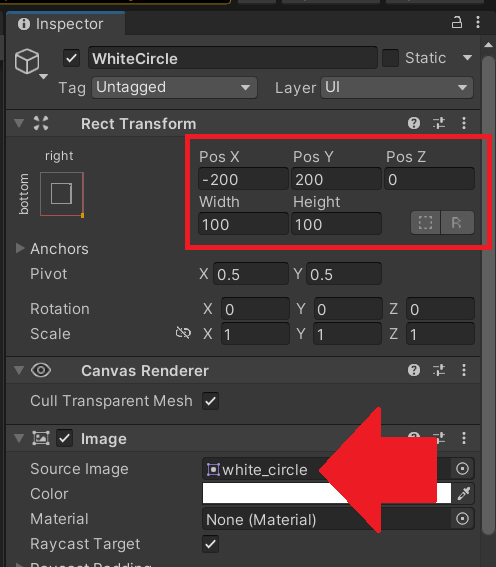 Inspector
WhiteCircle Static
Tag Untagged Layer UI
Rect Transform
right
bottom
Pos X Pos Y Pos Z
-200 200 0
Width Height
100 100
R
Anchors
Pivot X 0.5 Y 0.5
Rotation X 0 Y 0 Z 0
Scale X 1 Y 1 Z 1
Canvas Renderer
Cull Transparent Mesh
Image
Source Image white_circle
Color
Material None (Material)
Raycast Target
Raycast Padding